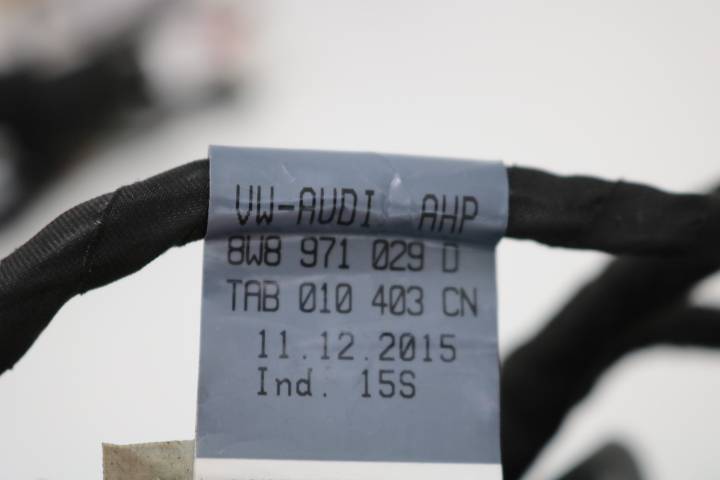 VW-AUDI AHP
8W8 971 029 D
TAB 010 403 CN
11.12.2015
Ind. 15S